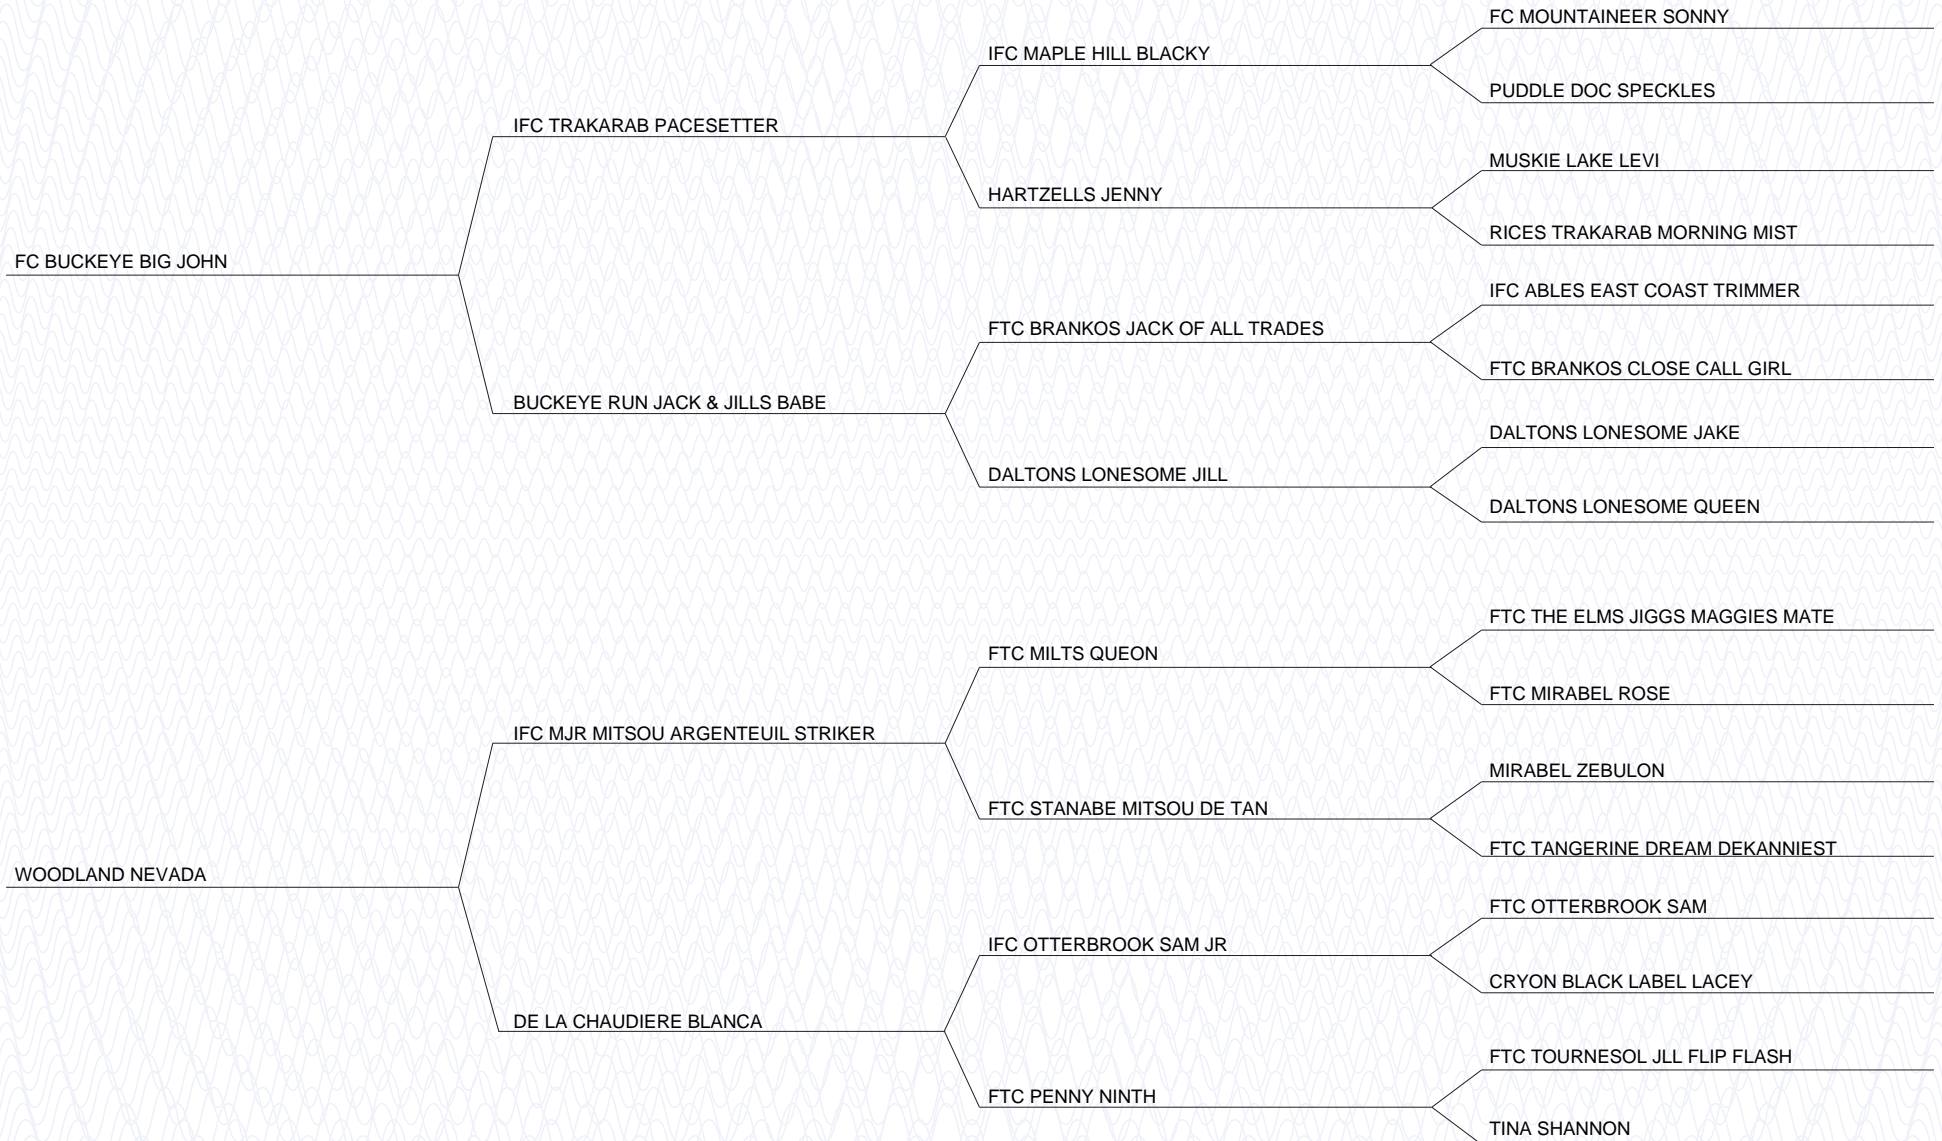 FC MOUNTAINEER SONNY
IFC MAPLE HILL BLACKY
PUDDLE DOC SPECKLES
IFC TRAKARAB PACESETTER
MUSKIE LAKE LEVI
HARTZELLS JENNY
RICES TRAKARAB MORNING MIST
FC BUCKEYE BIG JOHN
IFC ABLES EAST COAST TRIMMER
FTC BRANKOS JACK OF ALL TRADES
FTC BRANKOS CLOSE CALL GIRL
BUCKEYE RUN JACK & JILLS BABE
DALTONS LONESOME JAKE
DALTONS LONESOME JILL
DALTONS LONESOME QUEEN
FTC THE ELMS JIGGS MAGGIES MATE
FTC MILTS QUEON
FTC MIRABEL ROSE
IFC MJR MITSOU ARGENTEUIL STRIKER
MIRABEL ZEBULON
FTC STANABE MITSOU DE TAN
FTC TANGERINE DREAM DEKANNIEST
WOODLAND NEVADA
FTC OTTERBROOK SAM
IFC OTTERBROOK SAM JR
CRYON BLACK LABEL LACEY
DE LA CHAUDIERE BLANCA
FTC TOURNESOL JLL FLIP FLASH
FTC PENNY NINTH
TINA SHANNON